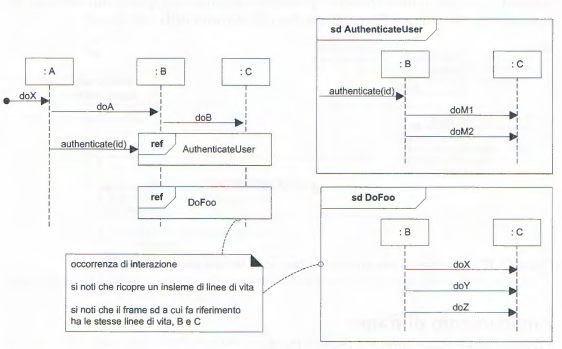 : A
: B
: C
doX
doA
doB
authenticate(id)
ref
AuthenticateUser
ref
DoFoo
occorrenza di interazione
si noti che ricopre un insieme di linee di vita
si noti che il frame sd a cui fa riferimento
ha le stesse linee di vita, B e C
sd AuthenticateUser
: B
: C
authenticate(id)
doM1
doM2
sd DoFoo
: B
: C
doX
doY
doZ